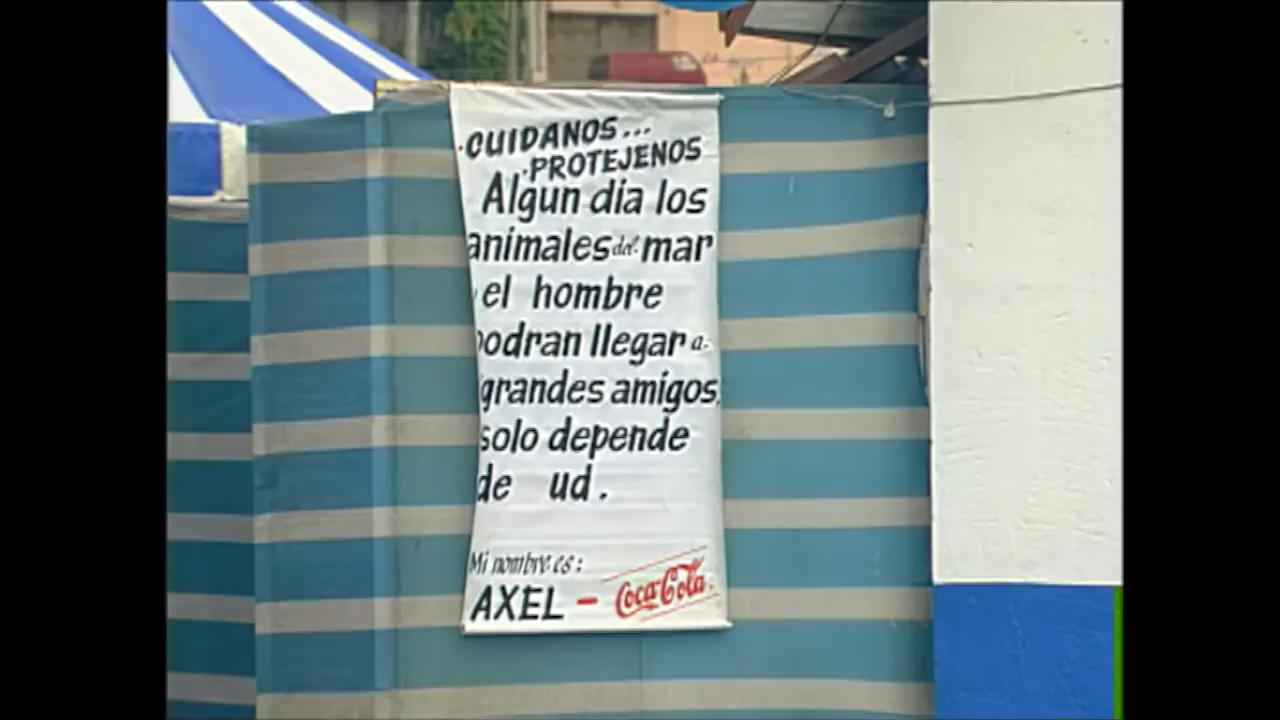 CUIDANOS...
PROTEJENOS
Algun dia los
animales del mar
el hombre
podran llegar a
grandes amigos,
solo depende
de ud.
Mi nombre es:
AXEL - Coca-Cola